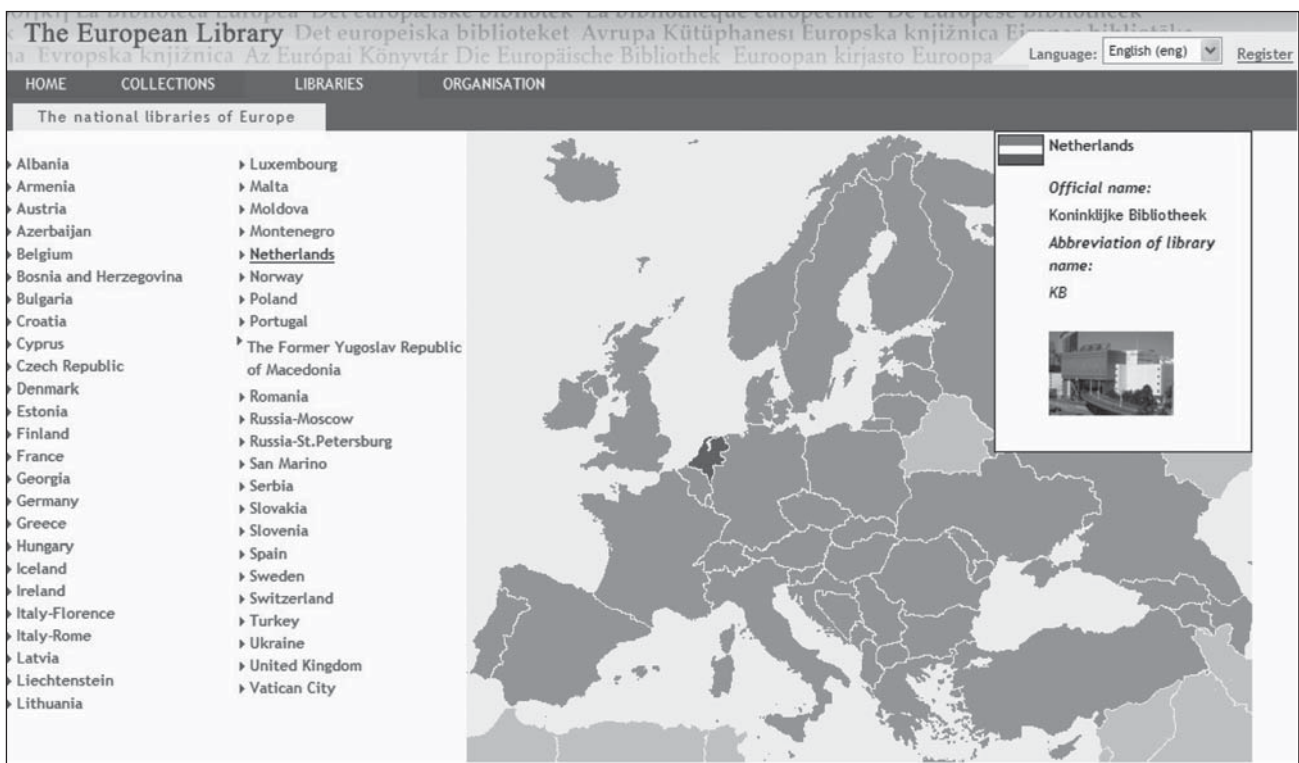 The European Library Det europeiska biblioteket Avrupa Kütüphanesi Europska knjižnica
Evropska knjižnica Az Európai Könyvtár Die Europäische Bibliothek Euroopan kirjasto Euroopa
Language: English (eng) Register
HOME COLLECTIONS LIBRARIES ORGANISATION
The national libraries of Europe
Albania
Armenia
Austria
Azerbaijan
Belgium
Bosnia and Herzegovina
Bulgaria
Croatia
Cyprus
Czech Republic
Denmark
Estonia
Finland
France
Georgia
Germany
Greece
Hungary
Iceland
Ireland
Italy-Florence
Italy-Rome
Latvia
Liechtenstein
Lithuania
Luxembourg
Malta
Moldova
Montenegro
Netherlands
Norway
Poland
Portugal
The Former Yugoslav Republic
of Macedonia
Romania
Russia-Moscow
Russia-St.Petersburg
San Marino
Serbia
Slovakia
Slovenia
Spain
Sweden
Switzerland
Turkey
Ukraine
United Kingdom
Vatican City
Netherlands
Official name:
Koninklijke Bibliotheek
Abbreviation of library
name:
KB